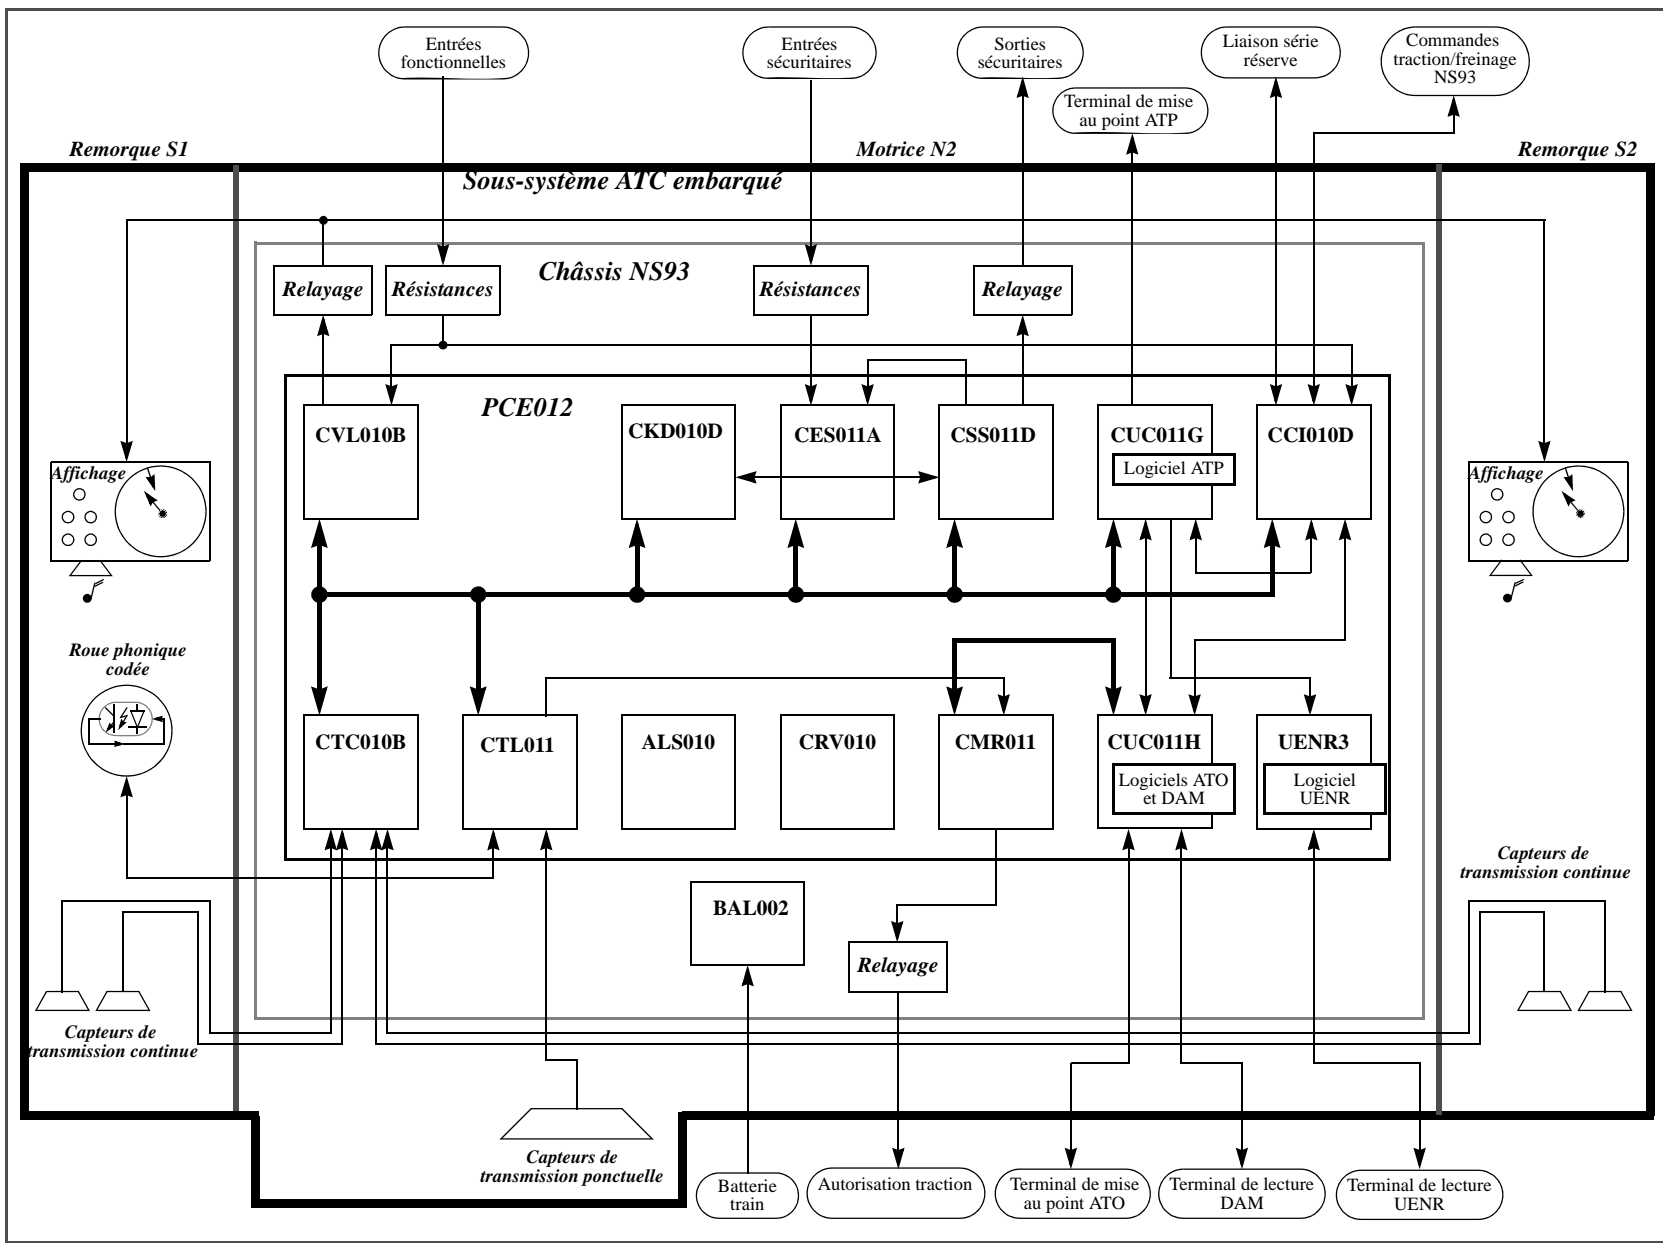 Entrées
fonctionnelles
Entrées
sécuritaires
Sorties
sécuritaires
Liaison série
réserve
Commandes
traction/freinage
NS93
Terminal de mise
au point ATP
Remorque S1
Motrice N2
Remorque S2
Sous-système ATC embarqué
Châssis NS93
Relayage
Résistances
Résistances
Relayage
PCE012
CVL010B
CKD010D
CES011A
CSS011D
CUC011G
Logiciel ATP
CCI010D
Affichage
Affichage
Roue phonique
codée
CTC010B
CTL011
ALS010
CRV010
CMR011
CUC011H
Logiciels ATO
et DAM
UENR3
Logiciel
UENR
Capteurs de
transmission continue
BAL002
Relayage
Capteurs de
transmission continue
Capteurs de
transmission ponctuelle
Batterie
train
Autorisation traction
Terminal de mise
au point ATO
Terminal de lecture
DAM
Terminal de lecture
UENR